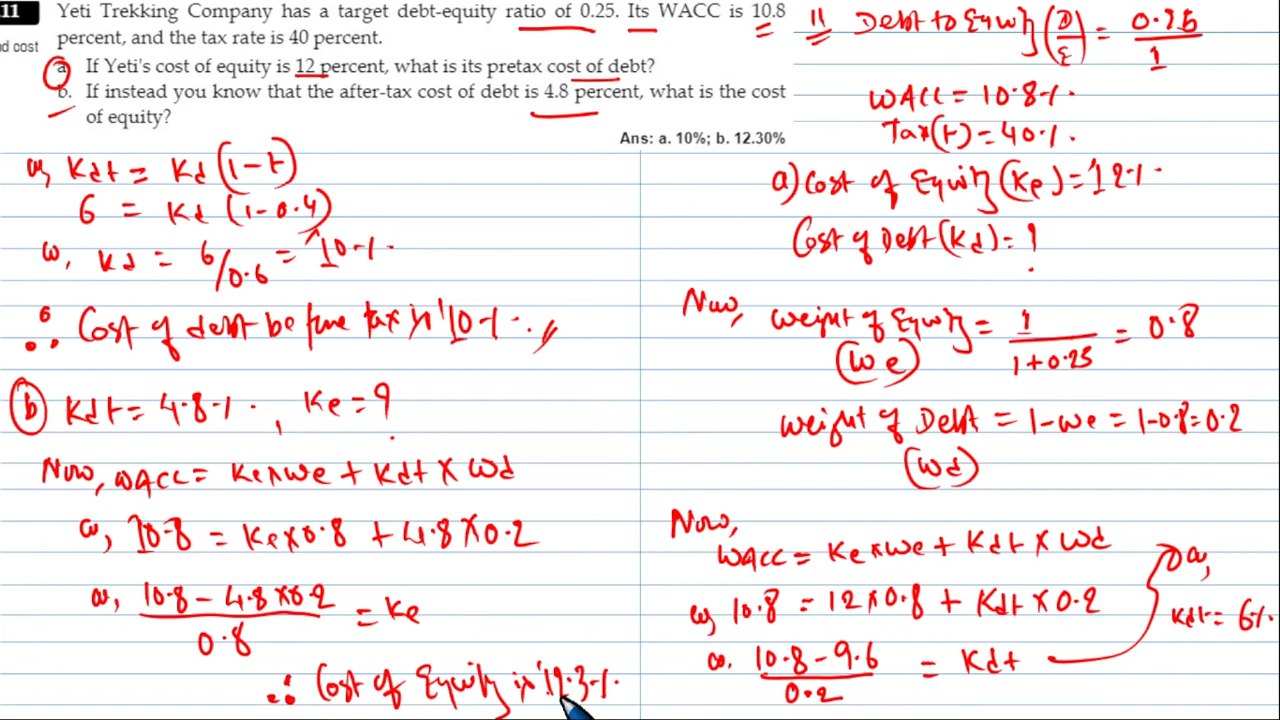 11 Yeti Trekking Company has a target debt-equity ratio of 0.25. Its WACC is 10.8
nd cost percent, and the tax rate is 40 percent.
a. If Yeti's cost of equity is 12 percent, what is its pretax cost of debt?
b. If instead you know that the after-tax cost of debt is 4.8 percent, what is the cost
of equity?
Ans: a. 10%; b. 12.30%
a, Kdt = Kd (1-t)
6 = Kd (1-0.4)
or, Kd = 6/0.6 = 10%.
∴ Cost of debt before tax is 10%.
(b) Kdt = 4.8%, Ke = ?
Now, WACC = Ke×We + Kdt × Wd
or, 10.8 = Ke×0.8 + 4.8×0.2
or, 10.8 - 4.8×0.2 / 0.8 = Ke
∴ Cost of Equity is 12.3%.
11 Debt to Equity (D/E) = 0.25/1
WACC = 10.8%.
Tax(t) = 40%.
a) Cost of Equity (Ke) = 12%.
Cost of Debt (Kd) = ?
Now, Weight of Equity = 1/1+0.25 = 0.8
(We)
Weight of Debt = 1-We = 1-0.8 = 0.2
(Wd)
Now,
WACC = Ke×We + Kdt × Wd
or, 10.8 = 12×0.8 + Kdt×0.2
or, 10.8-9.6 / 0.2 = Kdt
or,
Kdt = 6%.